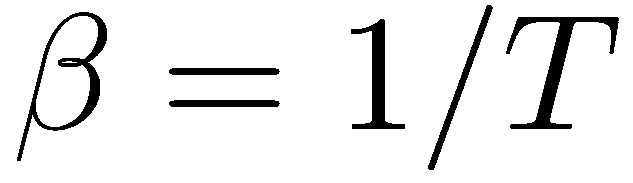 β = 1/T